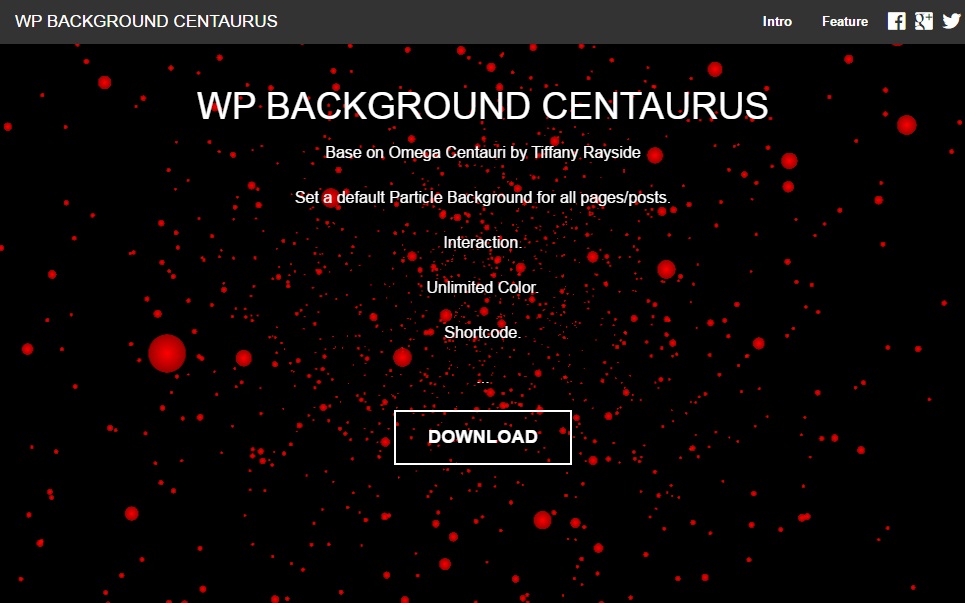 WP BACKGROUND CENTAURUS
Intro
Feature
WP BACKGROUND CENTAURUS
Base on Omega Centauri by Tiffany Rayside
Set a default Particle Background for all pages/posts.
Interaction.
Unlimited Color.
Shortcode.
...
DOWNLOAD